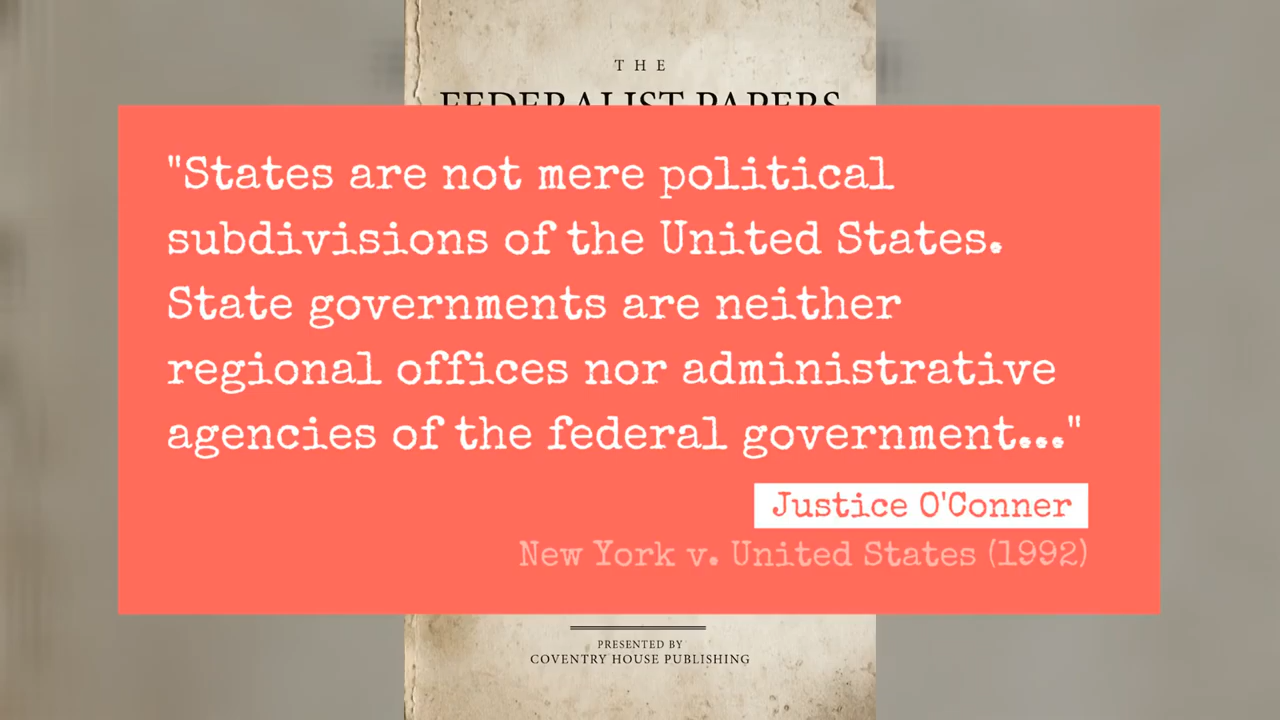 THE
FEDERALIST PAPERS
"States are not mere political
subdivisions of the United States.
State governments are neither
regional offices nor administrative
agencies of the federal government..."
Justice O'Conner
New York v. United States (1992)
PRESENTED BY
COVENTRY HOUSE PUBLISHING